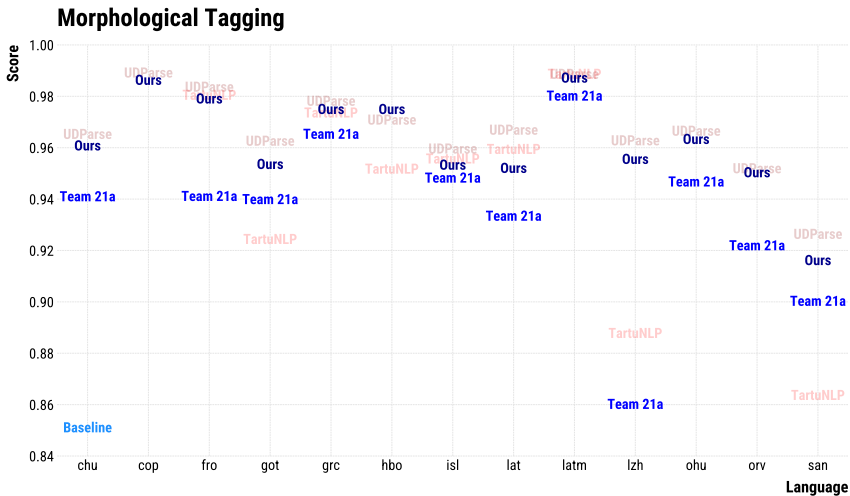 Morphological Tagging
Score
1.00
0.98
0.96
0.94
0.92
0.90
0.88
0.86
0.84
UDParse
Ours
Team 21a
Baseline
UDParse
Ours
UDParse
TartuNLP
Ours
Team 21a
UDParse
Ours
Team 21a
TartuNLP
UDParse
Ours
TartuNLP
Team 21a
Ours
UDParse
TartuNLP
UDParse
TartuNLP
Ours
Team 21a
UDParse
TartuNLP
Ours
Team 21a
UDParse
TartuNLP
Ours
Team 21a
UDParse
Ours
TartuNLP
Team 21a
UDParse
Ours
Team 21a
UDParse
Ours
Team 21a
UDParse
Ours
Team 21a
TartuNLP
chu cop fro got grc hbo isl lat latm lzh ohu orv san
Language